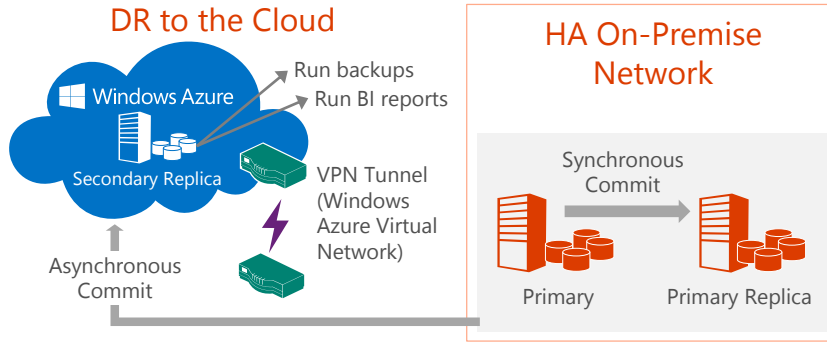 DR to the Cloud
Run backups
Run BI reports
Windows Azure
Secondary Replica
VPN Tunnel
(Windows
Azure Virtual
Network)
Asynchronous
Commit
HA On-Premise
Network
Synchronous
Commit
Primary
Primary Replica